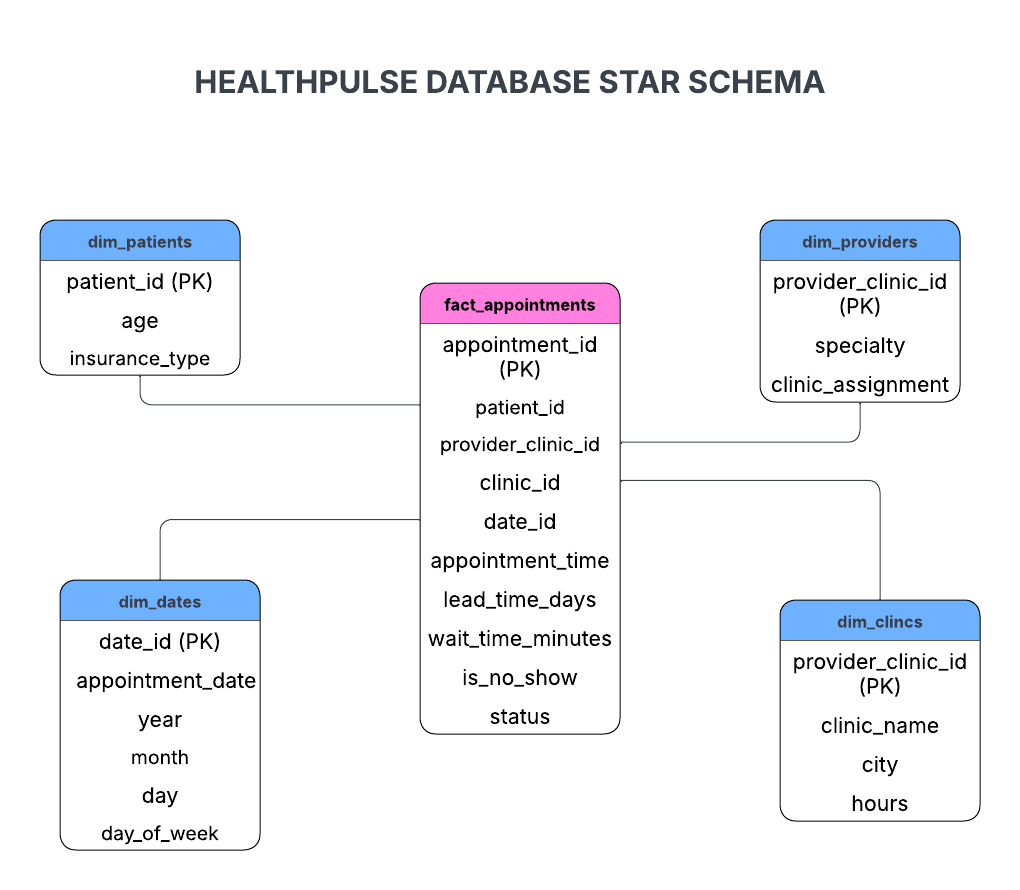 HEALTHPULSE DATABASE STAR SCHEMA
dim_patients
patient_id (PK)
age
insurance_type
fact_appointments
appointment_id
(PK)
patient_id
provider_clinic_id
clinic_id
date_id
appointment_time
lead_time_days
wait_time_minutes
is_no_show
status
dim_providers
provider_clinic_id
(PK)
specialty
clinic_assignment
dim_dates
date_id (PK)
appointment_date
year
month
day
day_of_week
dim_clincs
provider_clinic_id
(PK)
clinic_name
city
hours